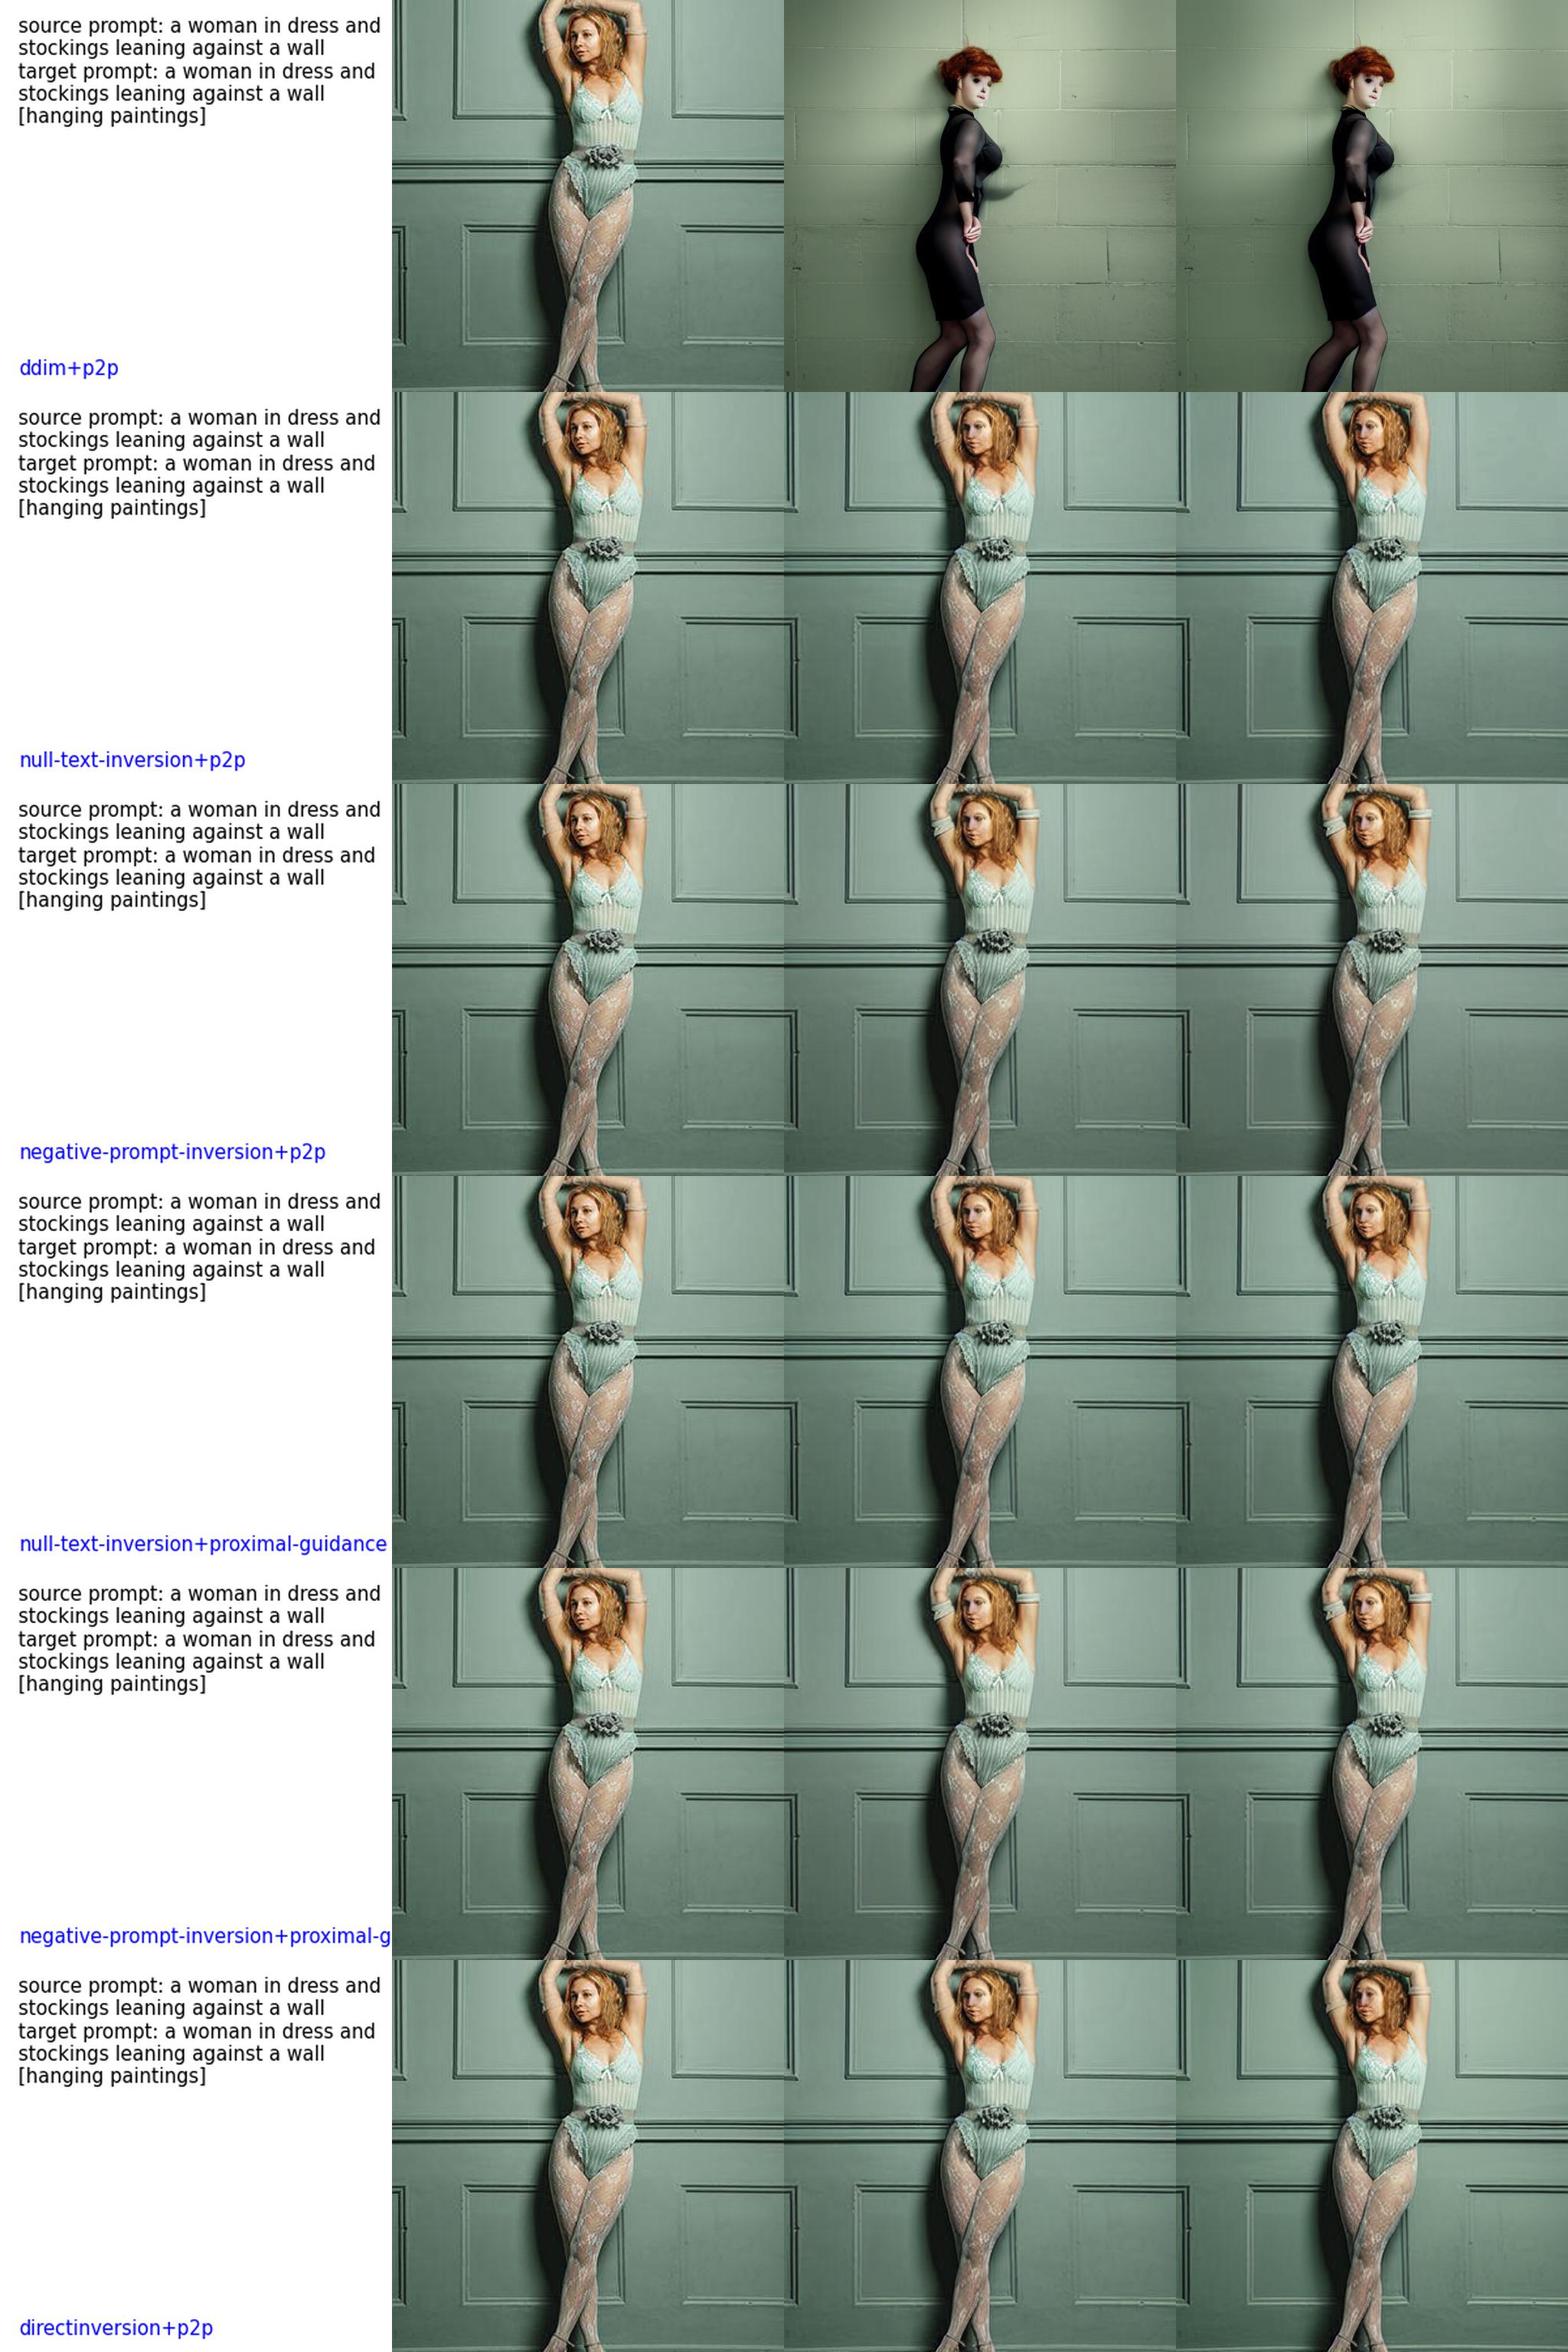 source prompt: a woman in dress and
stockings leaning against a wall
target prompt: a woman in dress and
stockings leaning against a wall
[hanging paintings]
ddim+p2p
source prompt: a woman in dress and
stockings leaning against a wall
target prompt: a woman in dress and
stockings leaning against a wall
[hanging paintings]
null-text-inversion+p2p
source prompt: a woman in dress and
stockings leaning against a wall
target prompt: a woman in dress and
stockings leaning against a wall
[hanging paintings]
negative-prompt-inversion+p2p
source prompt: a woman in dress and
stockings leaning against a wall
target prompt: a woman in dress and
stockings leaning against a wall
[hanging paintings]
null-text-inversion+proximal-guidance
source prompt: a woman in dress and
stockings leaning against a wall
target prompt: a woman in dress and
stockings leaning against a wall
[hanging paintings]
negative-prompt-inversion+proximal-g
source prompt: a woman in dress and
stockings leaning against a wall
target prompt: a woman in dress and
stockings leaning against a wall
[hanging paintings]
directinversion+p2p